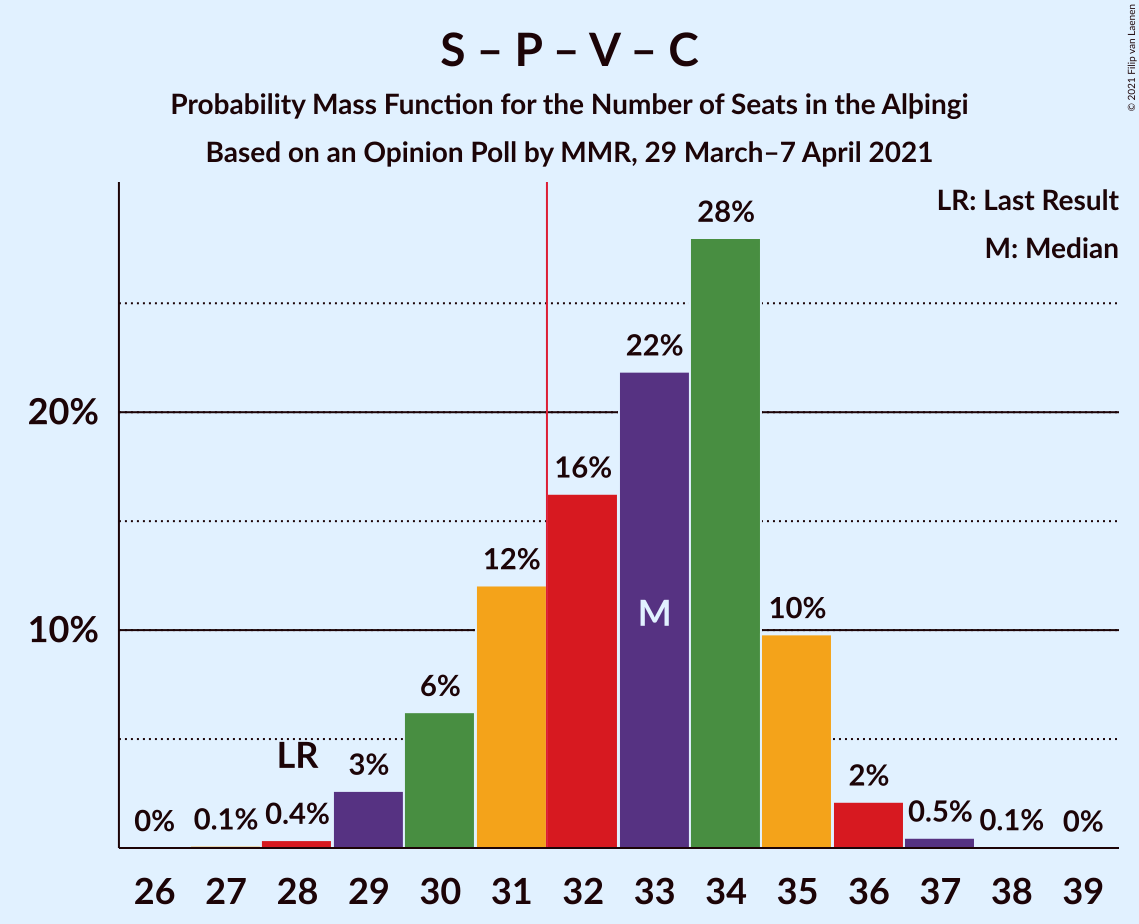 S – P – V – C
Probability Mass Function for the Number of Seats in the Alþingi
Based on an Opinion Poll by MMR, 29 March–7 April 2021
© 2021 Filip van Laenen
LR: Last Result
M: Median
28%
22%
20%
16%
12%
M
10%
10%
6%
LR
3%
2%
0%
0.1%
0.4%
0.5%
0.1%
0%
26 27 28 29 30 31 32 33 34 35 36 37 38 39